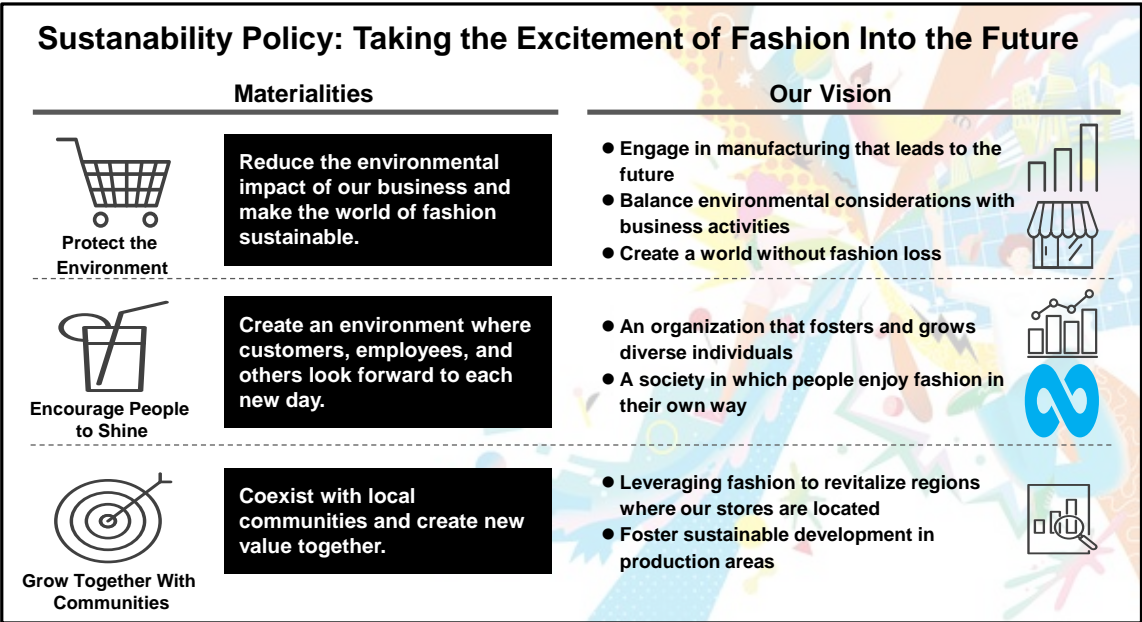 Sustanability Policy: Taking the Excitement of Fashion Into the Future
Materialities
Our Vision
Protect the
Environment
Reduce the environmental
impact of our business and
make the world of fashion
sustainable.
● Engage in manufacturing that leads to the
future
● Balance environmental considerations with
business activities
● Create a world without fashion loss
Encourage People
to Shine
Create an environment where
customers, employees, and
others look forward to each
new day.
● An organization that fosters and grows
diverse individuals
● A society in which people enjoy fashion in
their own way
Grow Together With
Communities
Coexist with local
communities and create new
value together.
● Leveraging fashion to revitalize regions
where our stores are located
● Foster sustainable development in
production areas